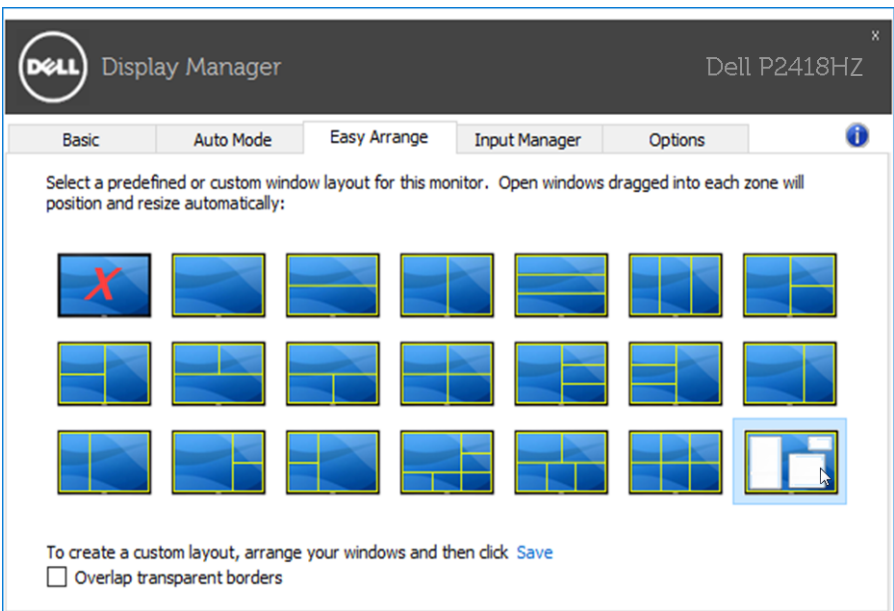 DELL
Display Manager
Dell P2418HZ
x
Basic
Auto Mode
Easy Arrange
Input Manager
Options
i
Select a predefined or custom window layout for this monitor. Open windows dragged into each zone will
position and resize automatically:
X
To create a custom layout, arrange your windows and then click Save
Overlap transparent borders